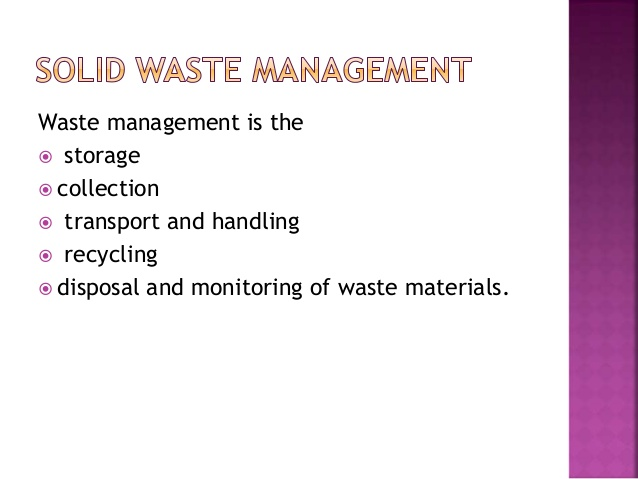 SOLID WASTE MANAGEMENT
Waste management is the
storage
collection
transport and handling
recycling
disposal and monitoring of waste materials.